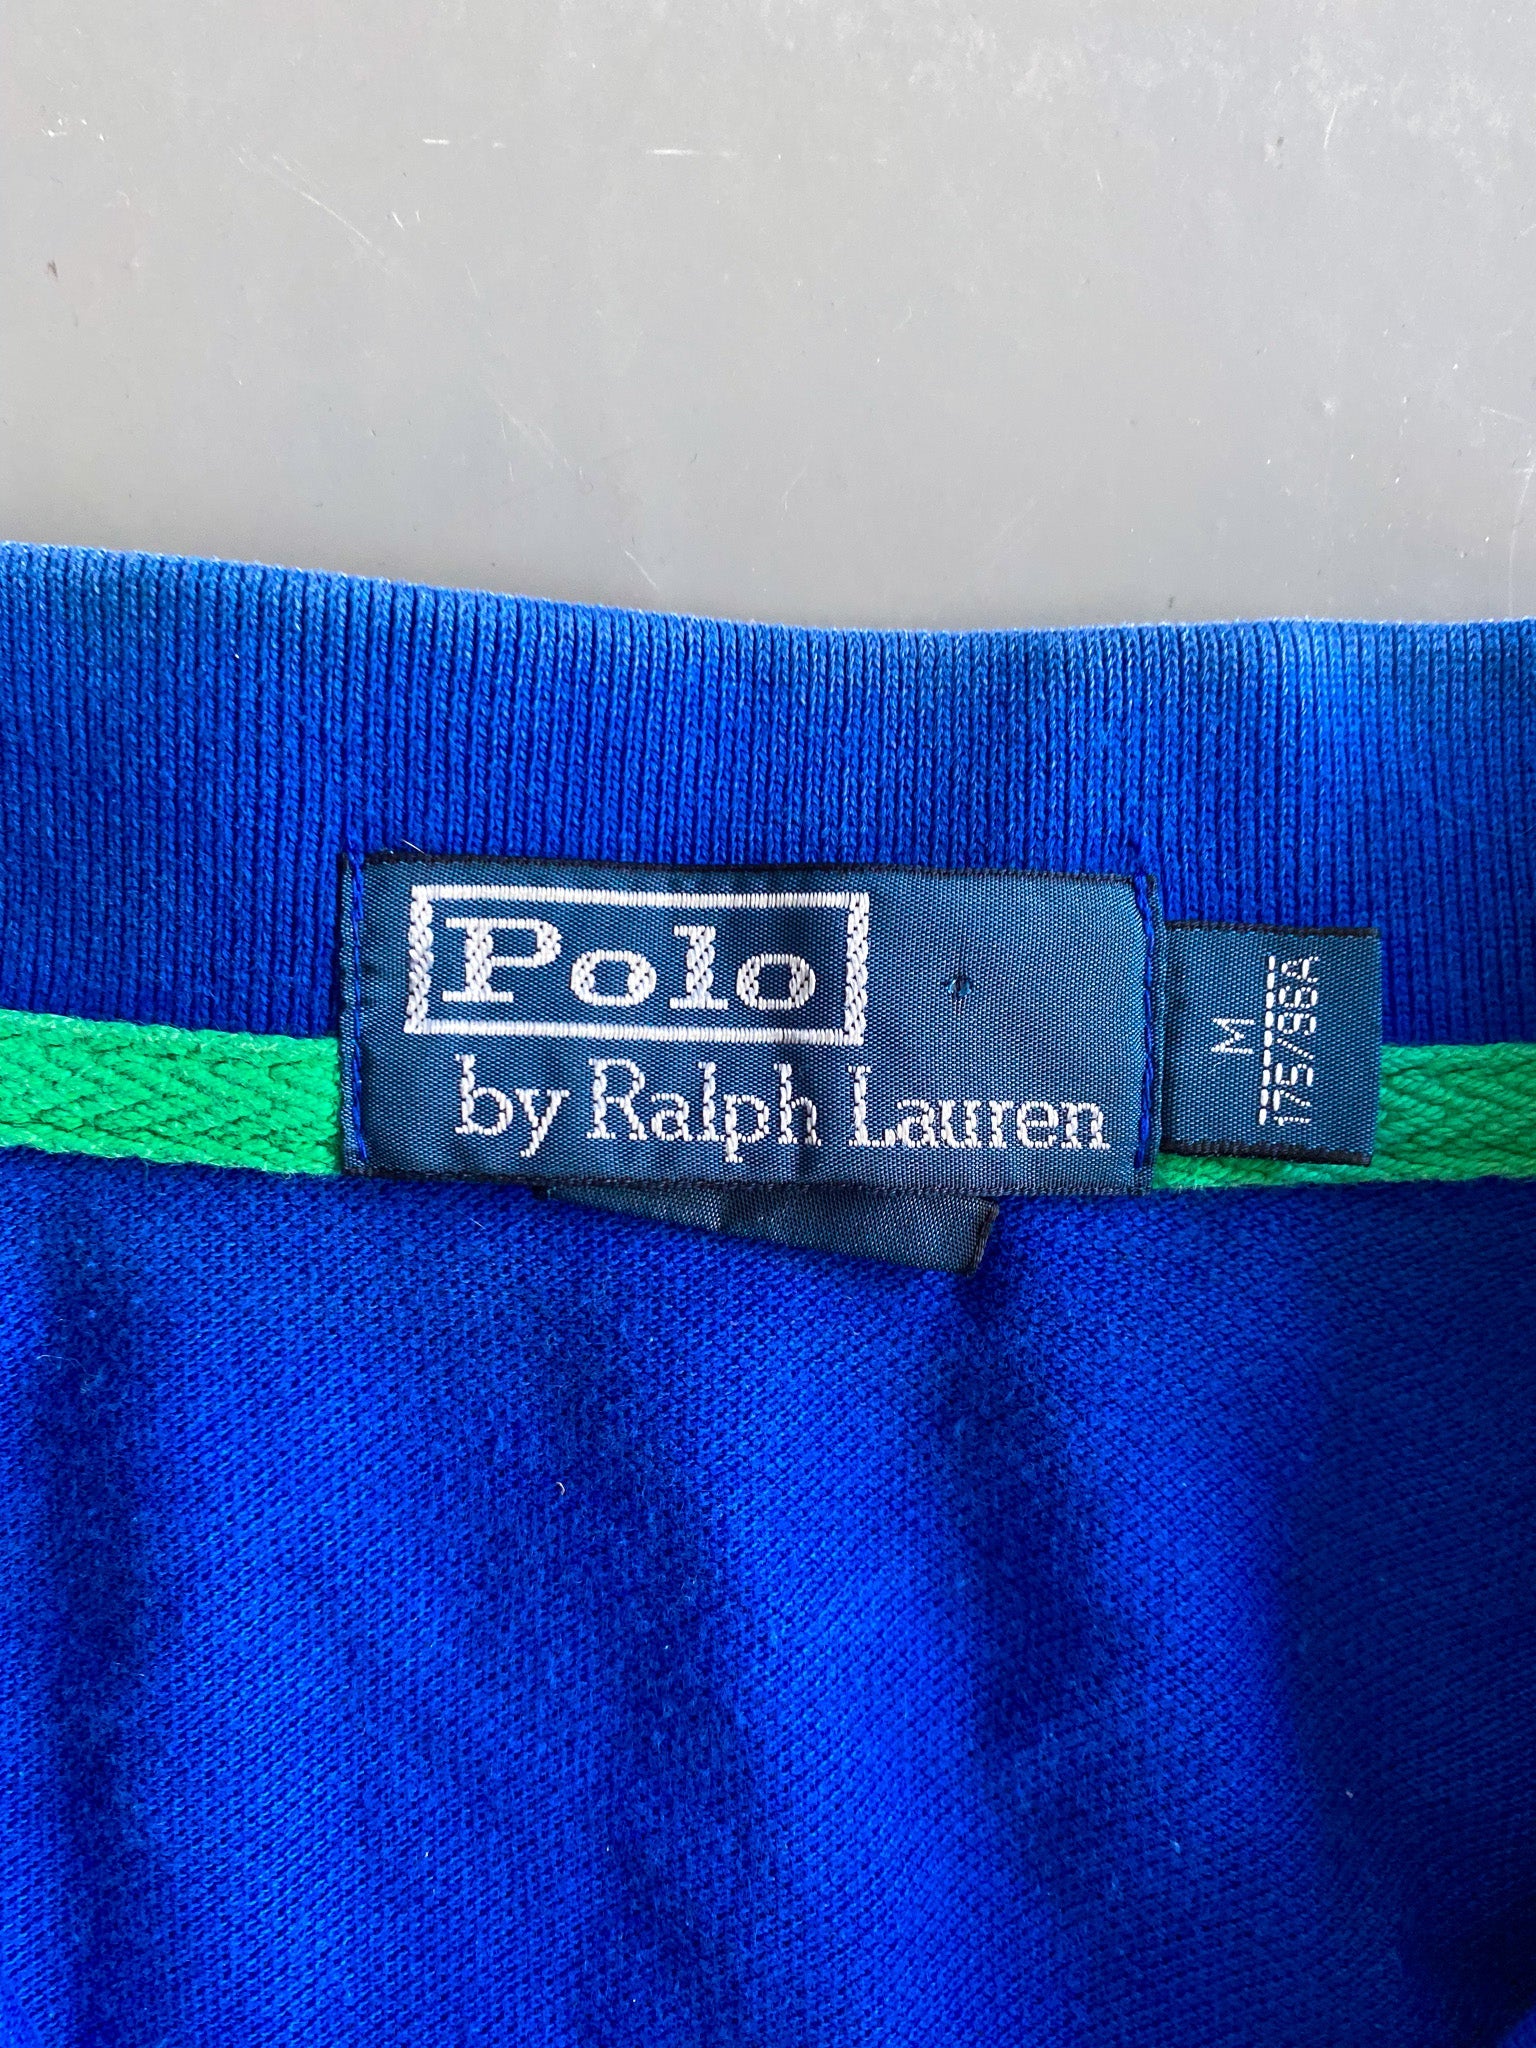 Polo
by Ralph Lauren
M
175/96A